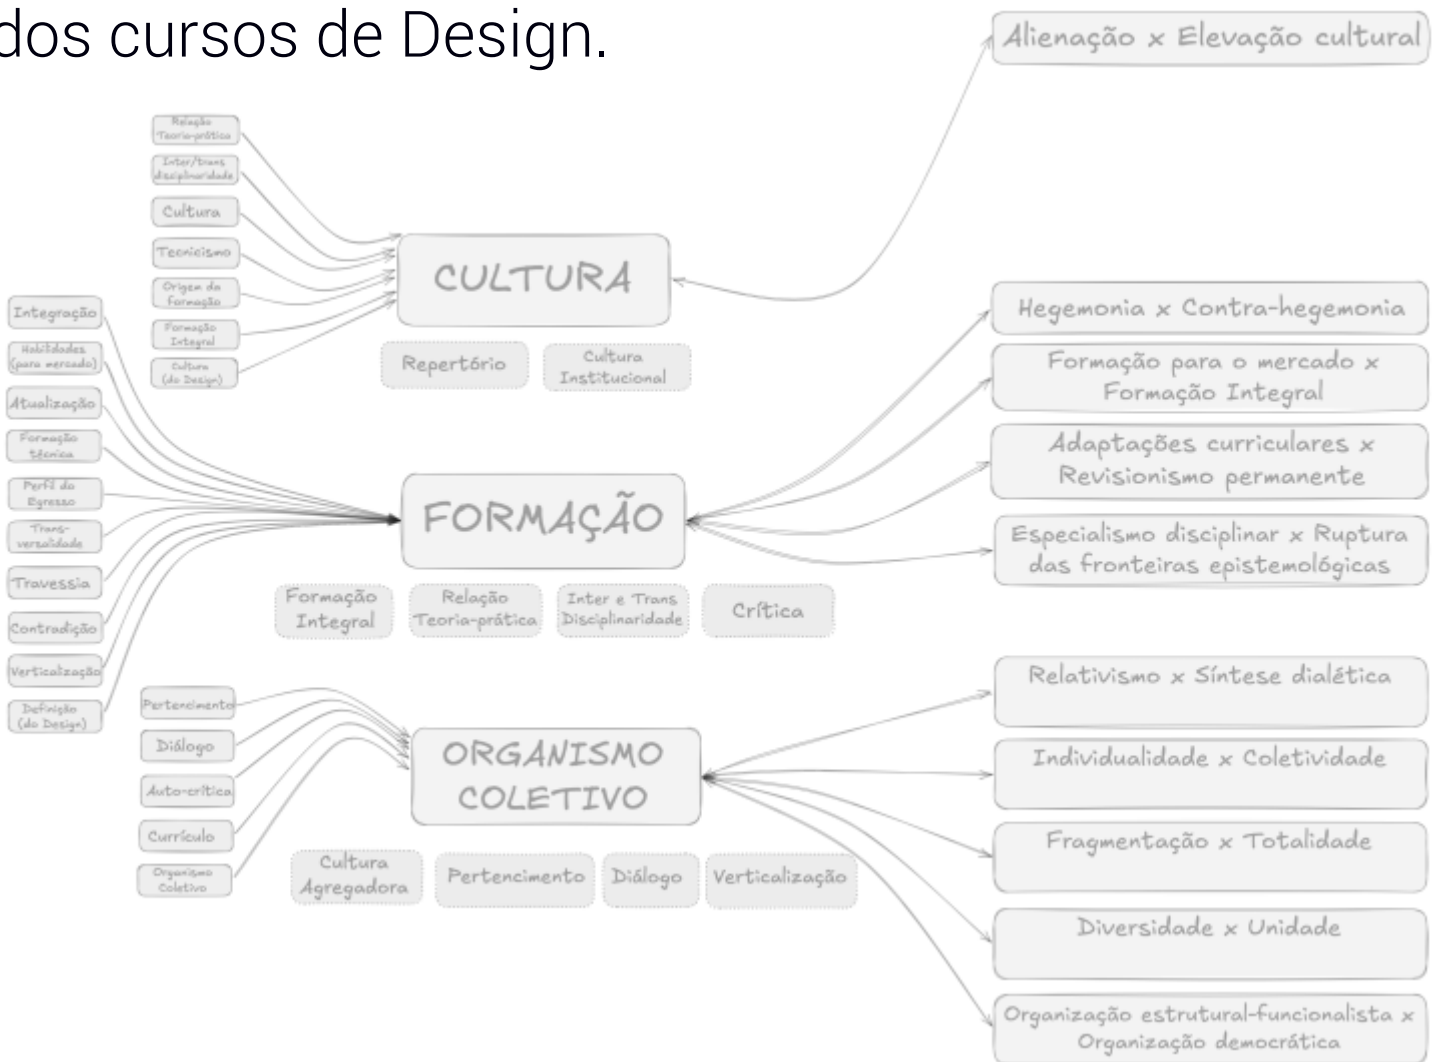 dos cursos de Design.
Alienação x Elevação cultural
Relação
Teoria-prática
Inter/trans
disciplinaridade
Cultura
Tecnicismo
Origem da
formação
Formação
Integral
Cultura
(do Design)
CULTURA
Repertório
Cultura
Institucional
Integração
Habilidades
(para mercado)
Atualização
Formação
técnica
Perfil do
Egresso
Trans-
versalidade
Travessia
Contradição
Verticalização
Definição
(do Design)
FORMAÇÃO
Formação
Integral
Relação
Teoria-prática
Inter e Trans
Disciplinaridade
Crítica
Hegemonia x Contra-hegemonia
Formação para o mercado x
Formação Integral
Adaptações curriculares x
Revisionismo permanente
Especialismo disciplinar x Ruptura
das fronteiras epistemológicas
Pertencimento
Diálogo
Auto-crítica
Currículo
Organismo
Coletivo
ORGANISMO
COLETIVO
Cultura
Agregadora
Pertencimento
Diálogo
Verticalização
Relativismo x Síntese dialética
Individualidade x Coletividade
Fragmentação x Totalidade
Diversidade x Unidade
Organização estrutural-funcionalista x
Organização democrática